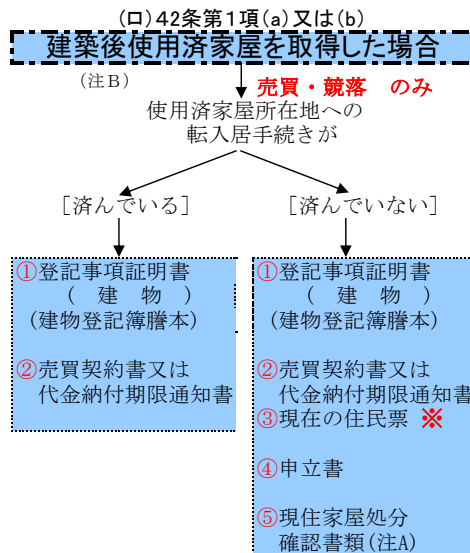 (ロ)42条第1項(a)又は(b)
建築後使用済家屋を取得した場合
(注B)
売買・競落　のみ
使用済家屋所在地への
転入居手続きが
［済んでいる］
［済んでいない］
①登記事項証明書
(　建　物　)
(建物登記簿謄本)
②売買契約書又は
代金納付期限通知書
①登記事項証明書
(　建　物　)
(建物登記簿謄本)
②売買契約書又は
代金納付期限通知書
③現在の住民票 ※
④申立書
⑤現住家屋処分
確認書類(注A)